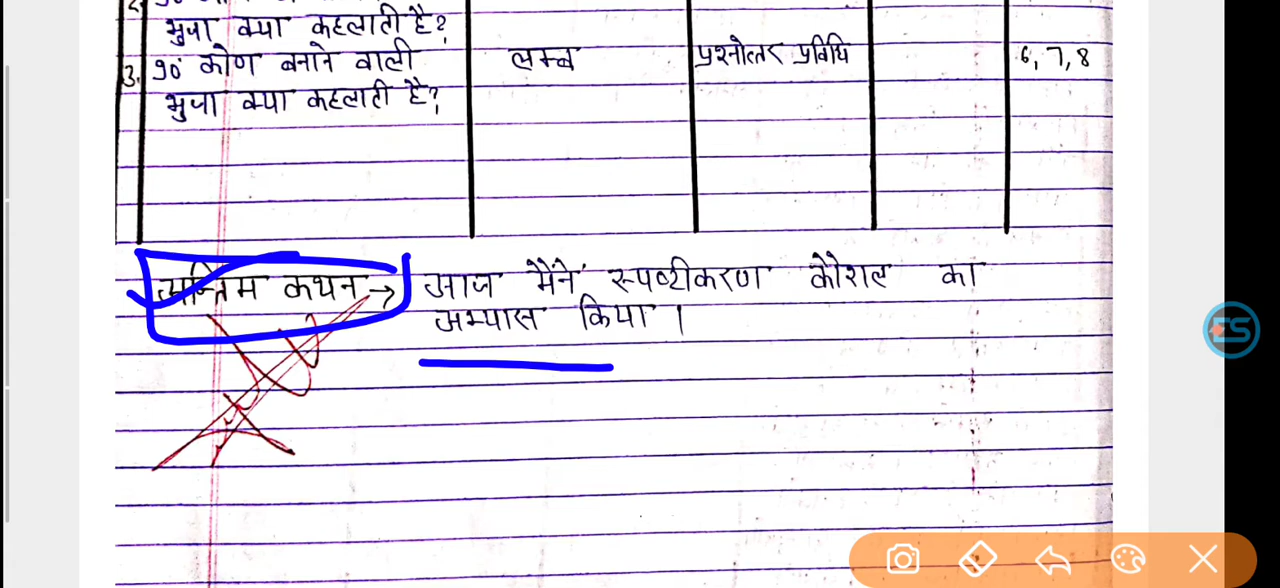 भुजा क्या कहलाती है?
3. 90° कोण बनाने वाली लम्ब प्रश्नोत्तर प्रविधि 6, 7, 8
भुजा क्या कहलाती है?
अन्तिम कथन → आज मैंने स्पष्टीकरण कौशल का
अभ्यास किया।